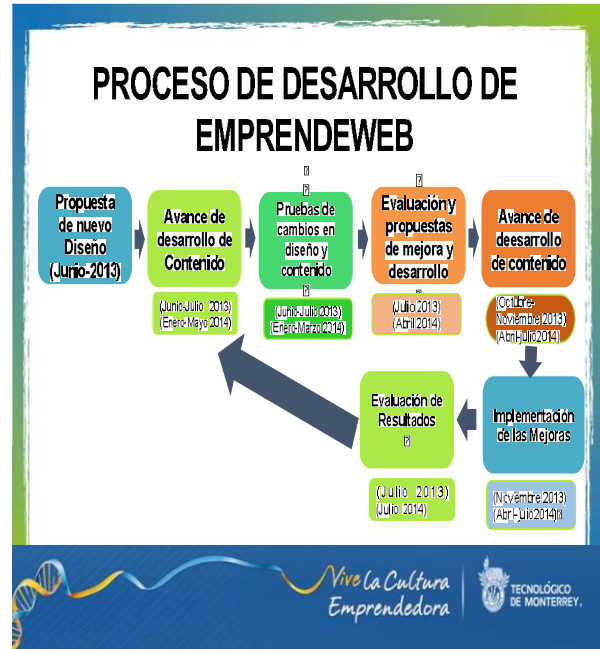 PROCESO DE DESARROLLO DE
EMPRENDEWEB
Propuesta
de nuevo
Diseño
(Junio-2013)
Avance de
desarrollo de
Contenido
(Junio-Julio 2013)
(Enero-Mayo 2014)
Pruebas de
cambios en
diseño y
contenido
(Junio-Julio 2013)
(Enero-Marzo 2014)
Evaluación y
propuestas
de mejora y
desarrollo
(Julio 2013)
(Abril 2014)
Avance de
deesarrollo
de contenido
(Octubre-
Noviembre 2013)
(Abril-julio2014)
Implementación
de las Mejoras
(Noviembre 2013)
(Abril-julio2014)
Evaluación de
Resultados
(Julio 2013)
(Julio 2014)
Vive La Cultura
Emprendedora
TECNOLÓGICO
DE MONTERREY.